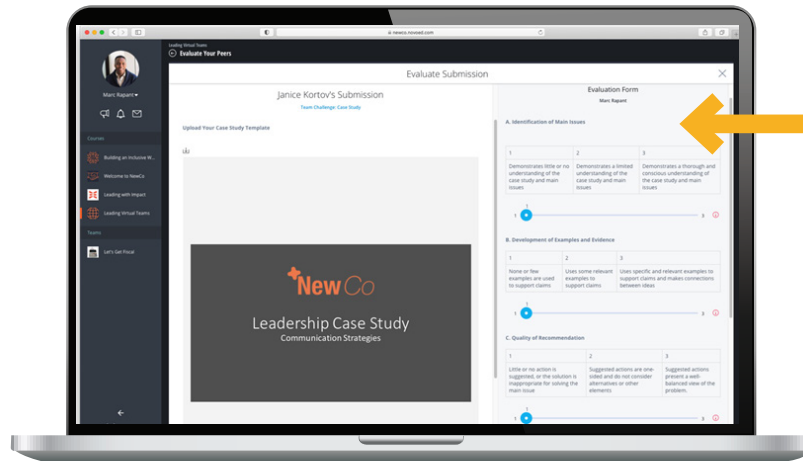 newco.novoed.com
Leading Virtual Teams
Evaluate Your Peers
Marc Rapant
Courses
Building an Inclusive W...
Welcome to NewCo
Leading with Impact
Leading Virtual Teams
Teams
Let's Get Fiscal
Evaluate Submission
Janice Kortov's Submission
Team Challenge: Case Study
Upload Your Case Study Template
NewCo
Leadership Case Study
Communication Strategies
Evaluation Form
Marc Rapant
A. Identification of Main Issues
1 2 3
Demonstrates little or no Demonstrates a limited Demonstrates a thorough and
understanding of the understanding of the conscious understanding of
case study and main case study and main the case study and main
issues issues issues
1
1 3
B. Development of Examples and Evidence
1 2 3
None or few Uses some relevant Uses specific and relevant examples to
examples are used examples to support claims and makes connections
to support claims support claims between ideas
1
1 3
C. Quality of Recommendation
1 2 3
Little or no action is Suggested actions are one- Suggested actions
suggested, or the solution is sided and do not consider present a well-
inappropriate for solving the alternatives or other balanced view of the
main issue elements problem.
1
1 3